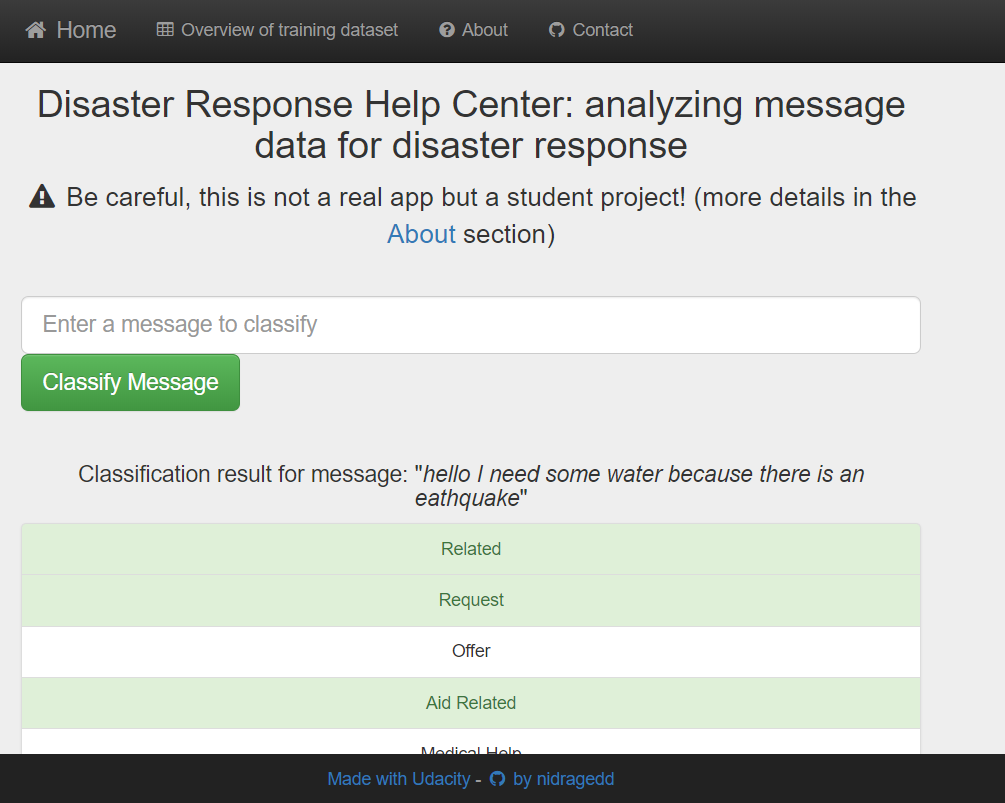 Home Overview of training dataset About Contact
Disaster Response Help Center: analyzing message
data for disaster response
Be careful, this is not a real app but a student project! (more details in the
About section)
Enter a message to classify
Classify Message
Classification result for message: "hello I need some water because there is an
eathquake"
Related
Request
Offer
Aid Related
Medical Help
Made with Udacity - by nidragedd